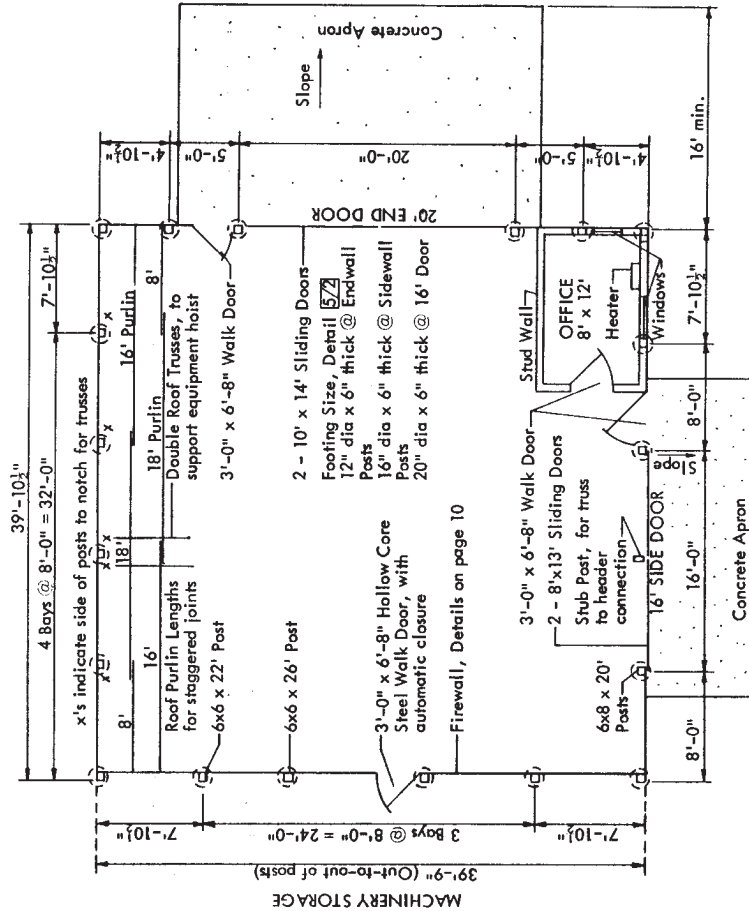 39'-10½"
4 Bays @ 8'-0" = 32'-0"
7'-10½"
x's indicate side of posts to notch for trusses
16' Purlin
8'
18' Purlin
18'
16'
8'
Roof Purlin Lengths
for staggered joints
Double Roof Trusses, to
support equipment hoist
6x6 x 22' Post
3'-0" x 6'-8" Walk Door
6x6 x 26' Post
2 - 10' x 14' Sliding Doors
Footing Size, Detail 5/2
12" dia x 6" thick @ Endwall
Posts
16" dia x 6" thick @ Sidewall
Posts
20" dia x 6" thick @ 16' Door
3'-0" x 6'-8" Hollow Core
Steel Walk Door, with
automatic closure
Firewall, Details on page 10
20' END DOOR
Slope
Concrete Apron
4'-10½"
5'-0"
20'-0"
5'-0"
4'-10½"
Stud Wall
OFFICE
8' x 12'
Heater
Windows
3'-0" x 6'-8" Walk Door
2 - 8'x13' Sliding Doors
Stub Post, for truss
to header
connection
16' SIDE DOOR
Slope
6x8 x 20'
Posts
8'-0"
16'-0"
8'-0"
7'-10½"
16' min.
Concrete Apron
7'-10½"
3 Bays @ 8'-0" = 24'-0"
7'-10½"
39'-9" (Out-to-out of posts)
MACHINERY STORAGE
x
x
x
x
x
x